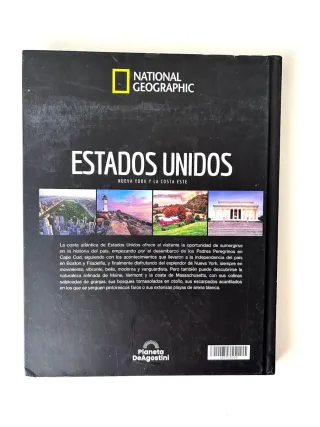 NATIONAL
GEOGRAPHIC
ESTADOS UNIDOS
NUEVA YORK Y LA COSTA ESTE
La costa atlántica de Estados Unidos ofrece al visitante la oportunidad de sumergirse
en la historia del país, empezando por el desembarco de los Padres Peregrinos en
Cape Cod, siguiendo con los acontecimientos que llevaron a la independencia del país
en Boston y Filadelfia, y finalmente disfrutando del esplendor de Nueva York, siempre en
movimiento, vibrante, bella, moderna y vanguardista. Pero también puede descubrirse la
naturaleza refinada de Maine, Vermont y la costa de Massachusetts, con sus colinas
salpicadas de granjas, sus bosques tornasolados en otoño, sus escarpados acantilados
en los que se yerguen pintorescos faros o sus extensas playas de arena blanca.
Planeta
DeAgostini